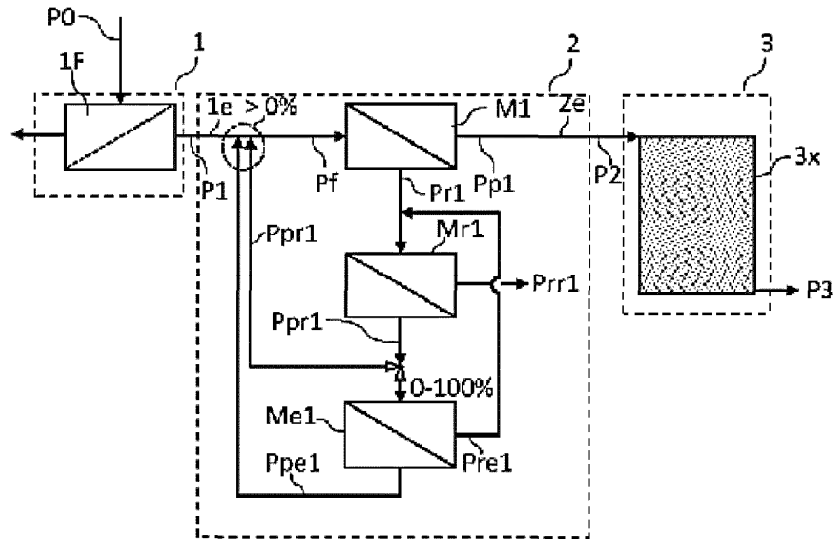 P0
1
2
3
1F
1e > 0%
M1
2e
3x
P1
Pf
Pp1
P2
Pr1
Ppr1
Mr1
Prr1
P3
Ppr1
0-100%
Me1
Ppe1
Pre1